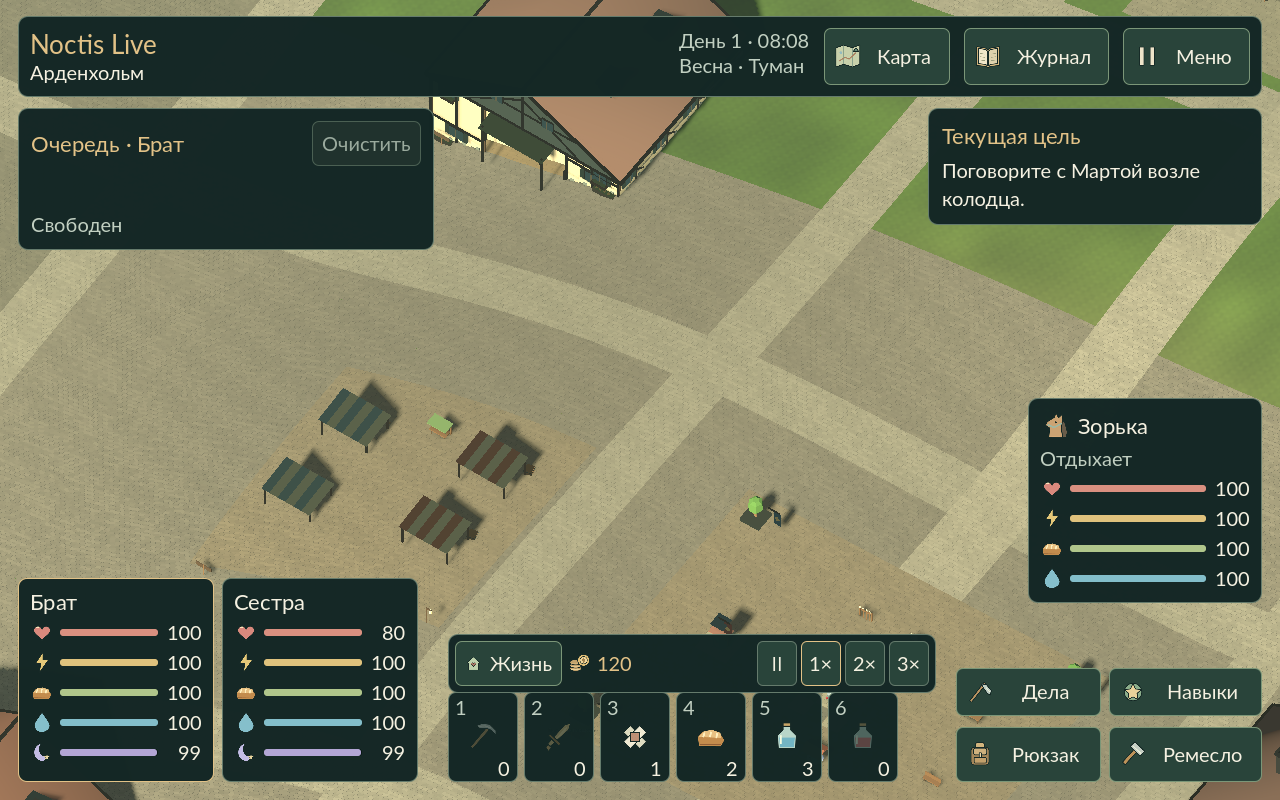 Noctis Live
Арденхольм
День 1 · 08:08
Весна · Туман
Карта
Журнал
Меню
Очередь · Брат
Очистить
Свободен
Текущая цель
Поговорите с Мартой возле
колодца.
Зорька
Отдыхает
100
100
100
100
Брат
100
100
100
100
99
Сестра
80
100
100
100
99
Жизнь
120
1×
2×
3×
1
0
2
0
3
1
4
2
5
3
6
0
Дела
Навыки
Рюкзак
Ремесло